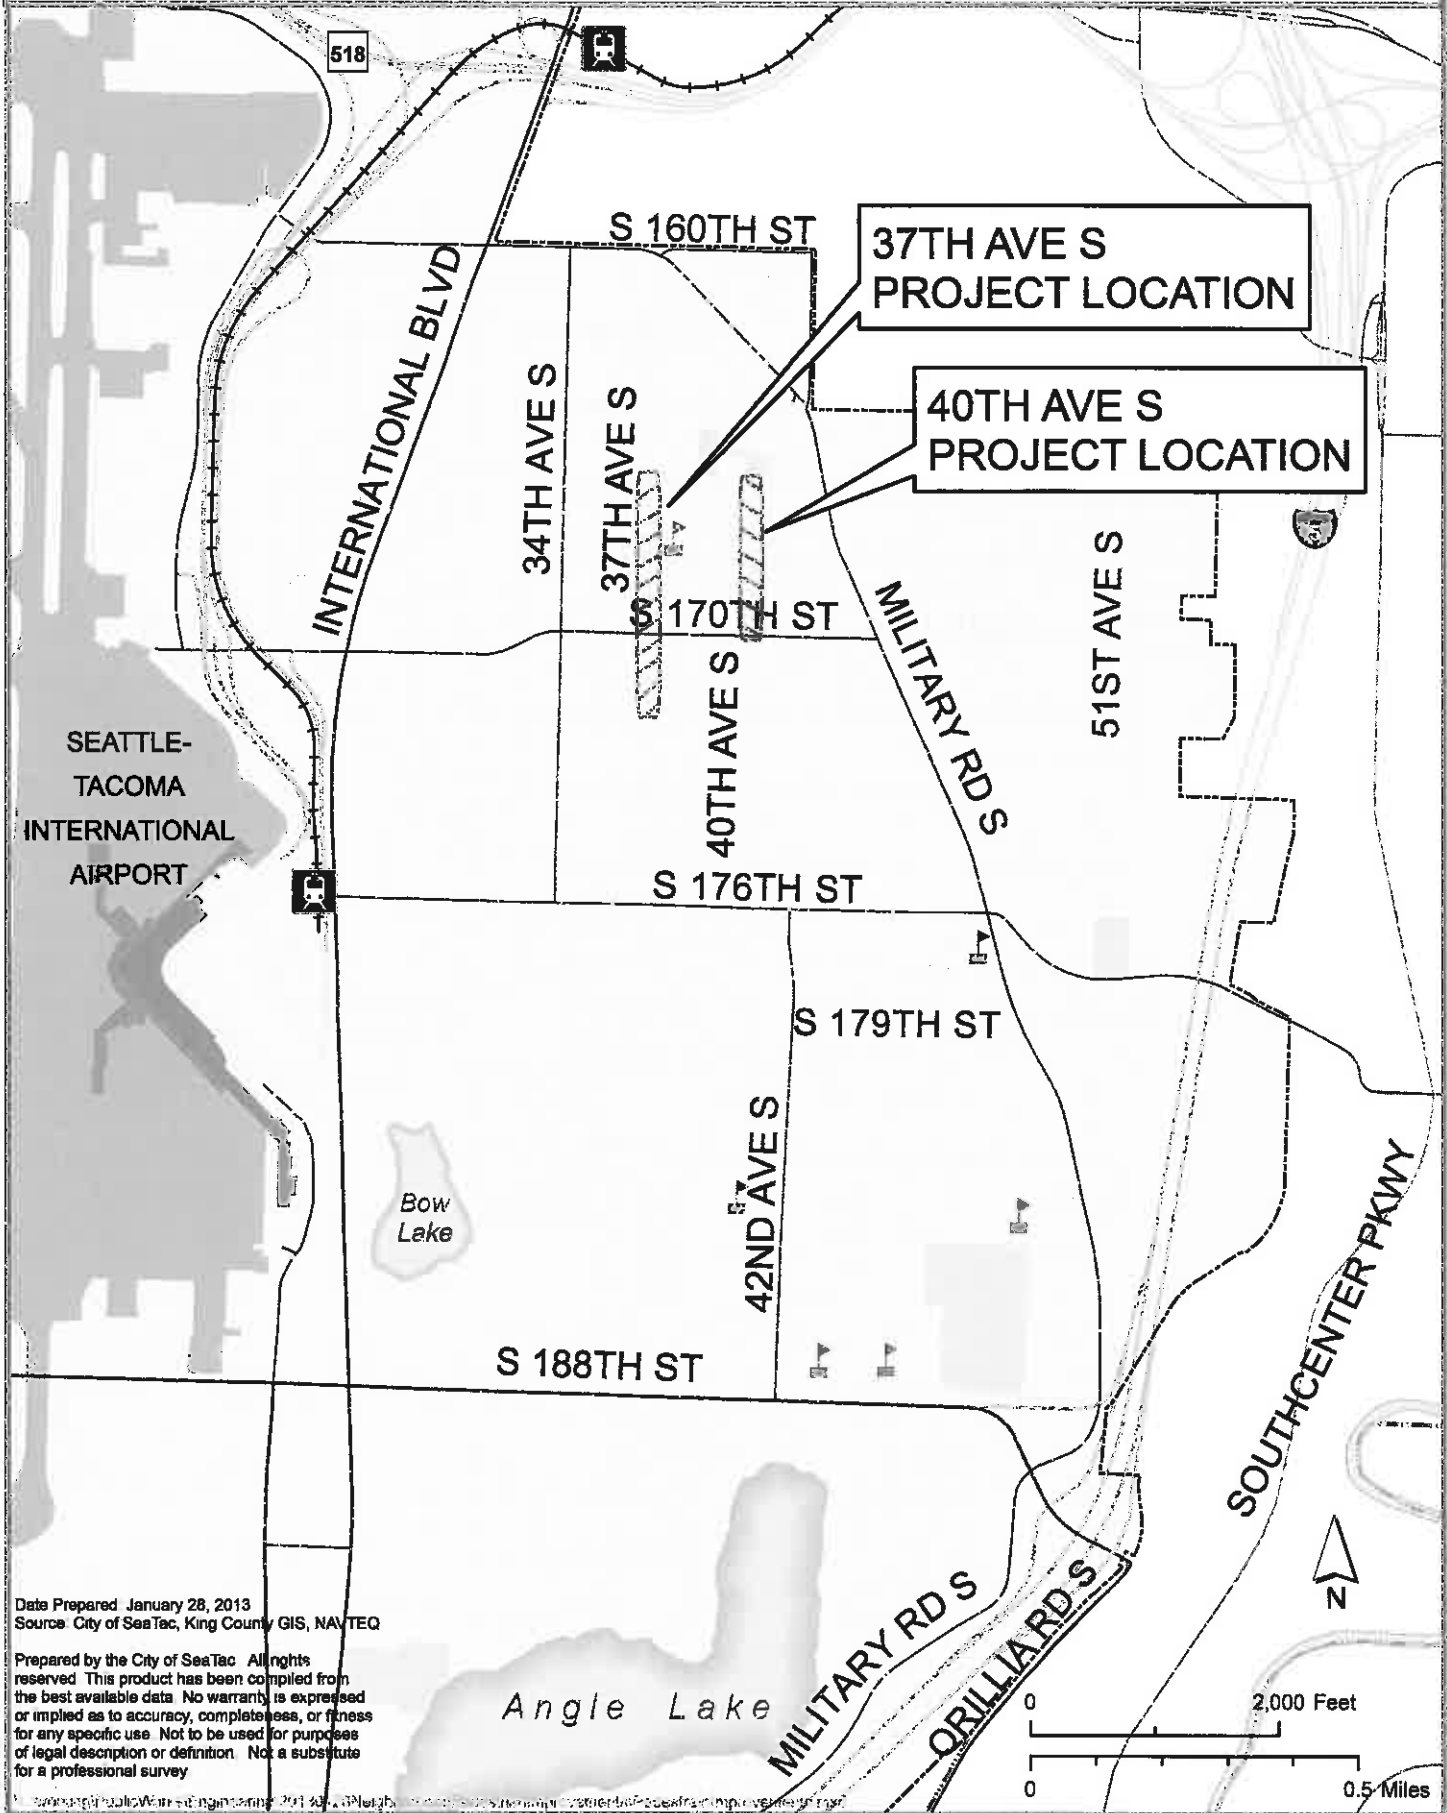 518
S 160TH ST
37TH AVE S
PROJECT LOCATION
INTERNATIONAL BLVD
34TH AVE S
37TH AVE S
40TH AVE S
PROJECT LOCATION
5
S 170TH ST
MILITARY RD S
51ST AVE S
40TH AVE S
SEATTLE-
TACOMA
INTERNATIONAL
AIRPORT
S 176TH ST
S 179TH ST
42ND AVE S
Bow
Lake
SOUTHCENTER PKWY
S 188TH ST
N
Date Prepared January 28, 2013
Source City of SeaTac, King County GIS, NAVTEQ
Prepared by the City of SeaTac All rights
reserved This product has been compiled from
the best available data No warranty is expressed
or implied as to accuracy, completeness, or fitness
for any specific use Not to be used for purposes
of legal description or definition Not a substitute
for a professional survey
Angle Lake
MILITARY RD S
ORILLIA RD S
0 2,000 Feet
0 0.5 Miles